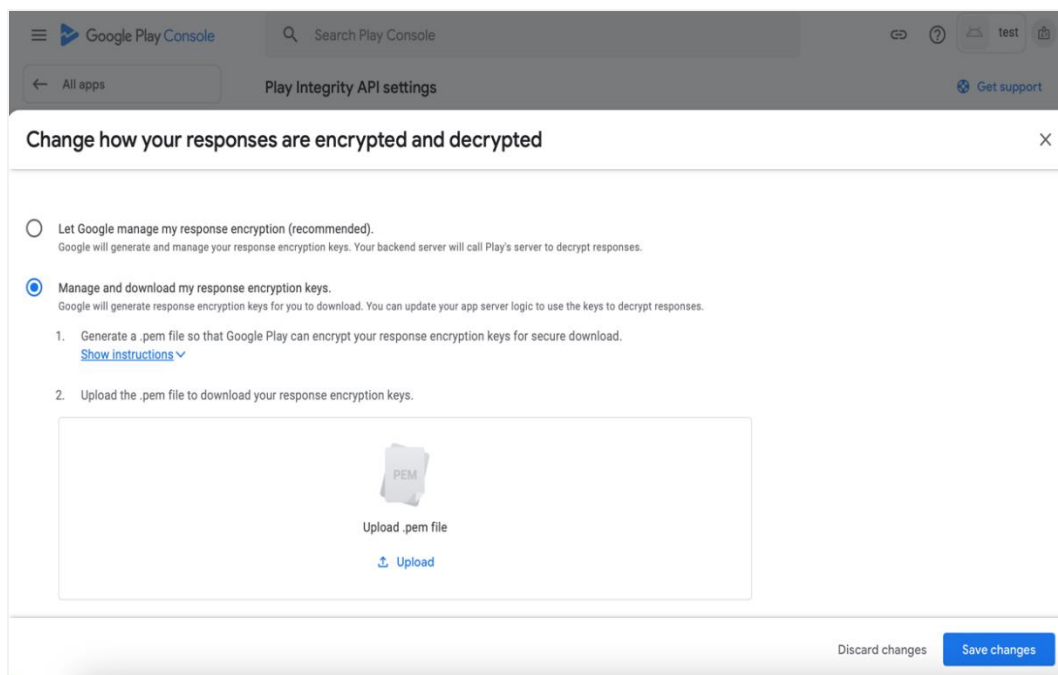 Google Play Console
Search Play Console
test
All apps
Play Integrity API settings
Get support
Change how your responses are encrypted and decrypted
Let Google manage my response encryption (recommended).
Google will generate and manage your response encryption keys. Your backend server will call Play's server to decrypt responses.
Manage and download my response encryption keys.
Google will generate response encryption keys for you to download. You can update your app server logic to use the keys to decrypt responses.
1. Generate a .pem file so that Google Play can encrypt your response encryption keys for secure download.
Show instructions
2. Upload the .pem file to download your response encryption keys.
PEM
Upload .pem file
Upload
Discard changes
Save changes